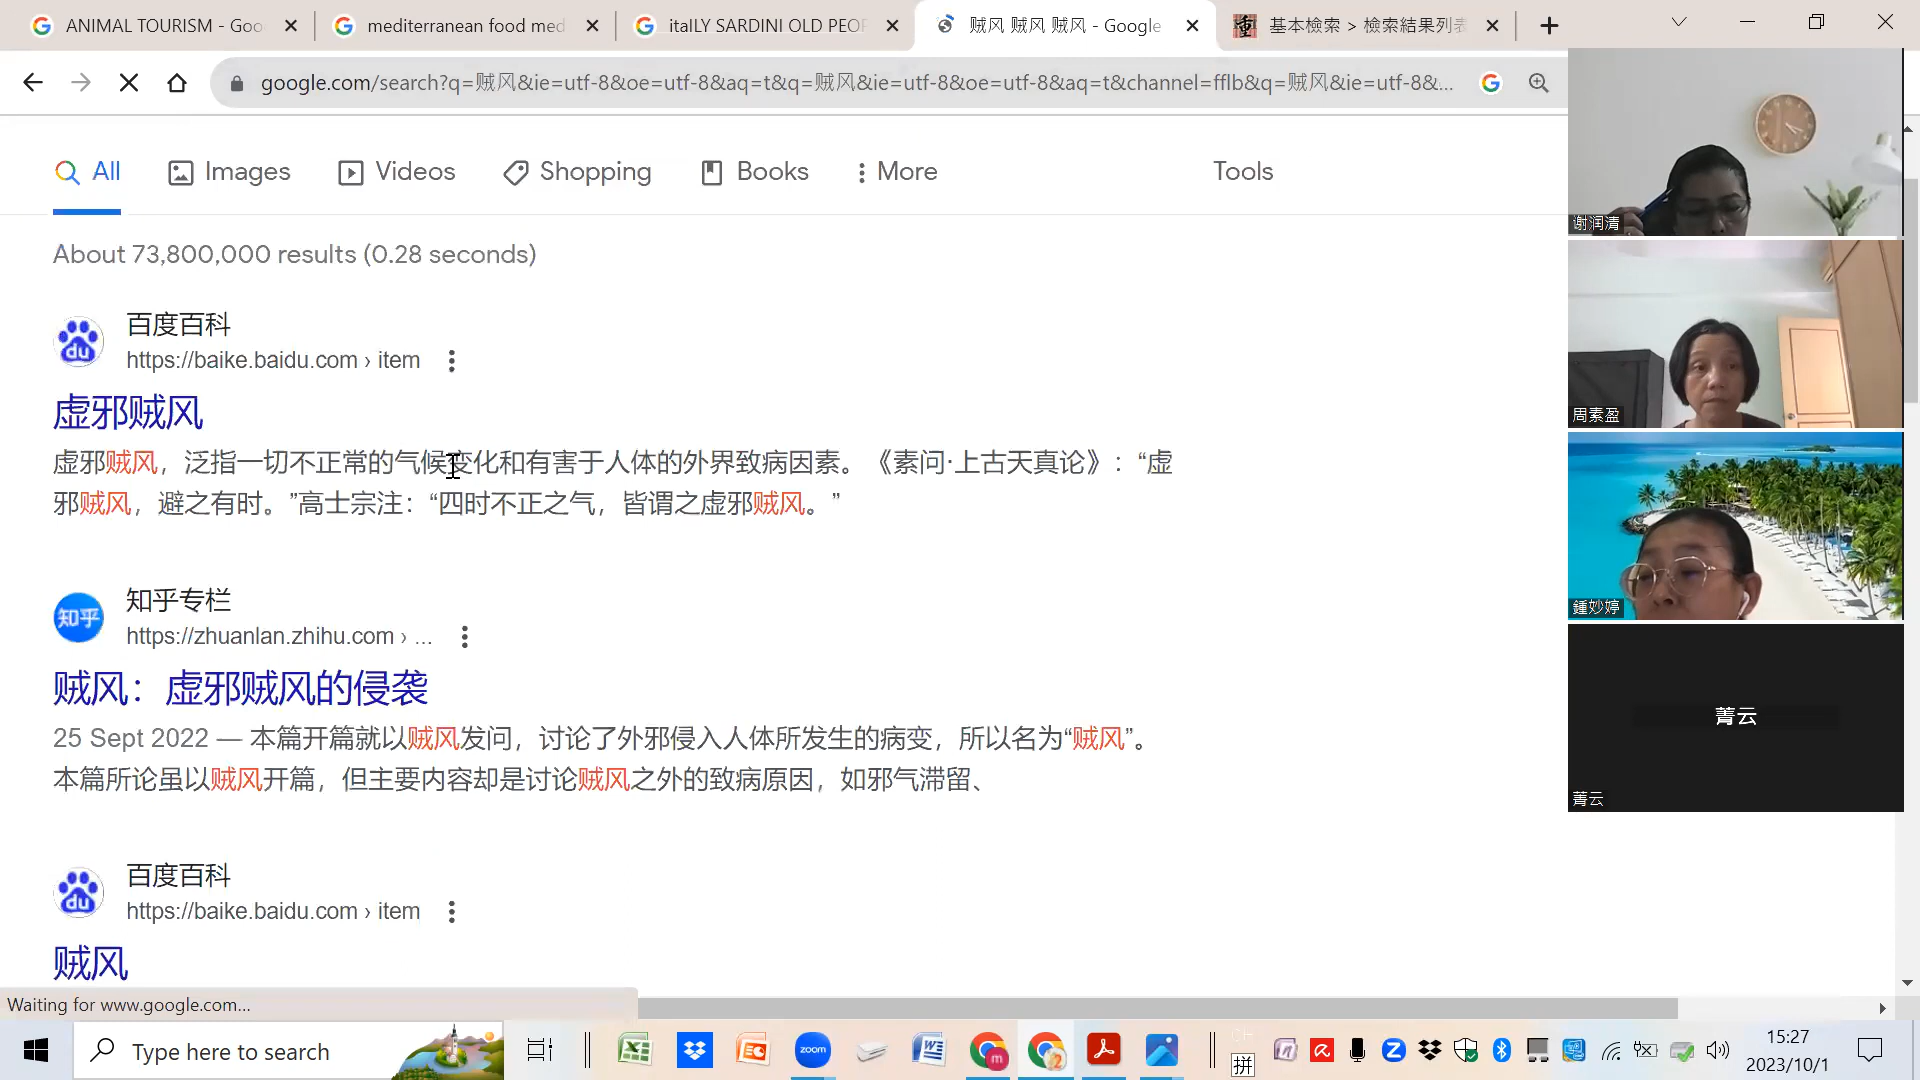 ANIMAL TOURISM - Goo
mediterranean food med
itaILY SARDINI OLD PEOP
贼风 贼风 贼风 - Google
基本檢索 > 檢索結果列表
google.com/search?q=贼风&ie=utf-8&oe=utf-8&aq=t&q=贼风&ie=utf-8&oe=utf-8&aq=t&channel=fflb&q=贼风&ie=utf-8&...
All
Images
Videos
Shopping
Books
More
Tools
About 73,800,000 results (0.28 seconds)
百度百科
https://baike.baidu.com › item
虚邪贼风
虚邪贼风，泛指一切不正常的气候变化和有害于人体的外界致病因素。《素问·上古天真论》：“虚
邪贼风，避之有时。”高士宗注：“四时不正之气，皆谓之虚邪贼风。”
知乎
知乎专栏
https://zhuanlan.zhihu.com › ...
贼风：虚邪贼风的侵袭
25 Sept 2022 — 本篇开篇就以贼风发问，讨论了外邪侵入人体所发生的病变，所以名为“贼风”。
本篇所论虽以贼风开篇，但主要内容却是讨论贼风之外的致病原因，如邪气滞留、
百度百科
https://baike.baidu.com › item
贼风
Waiting for www.google.com...
谢润清
周素盈
鍾妙婷
菁云
菁云
Type here to search
zoom
拼
15:27
2023/10/1